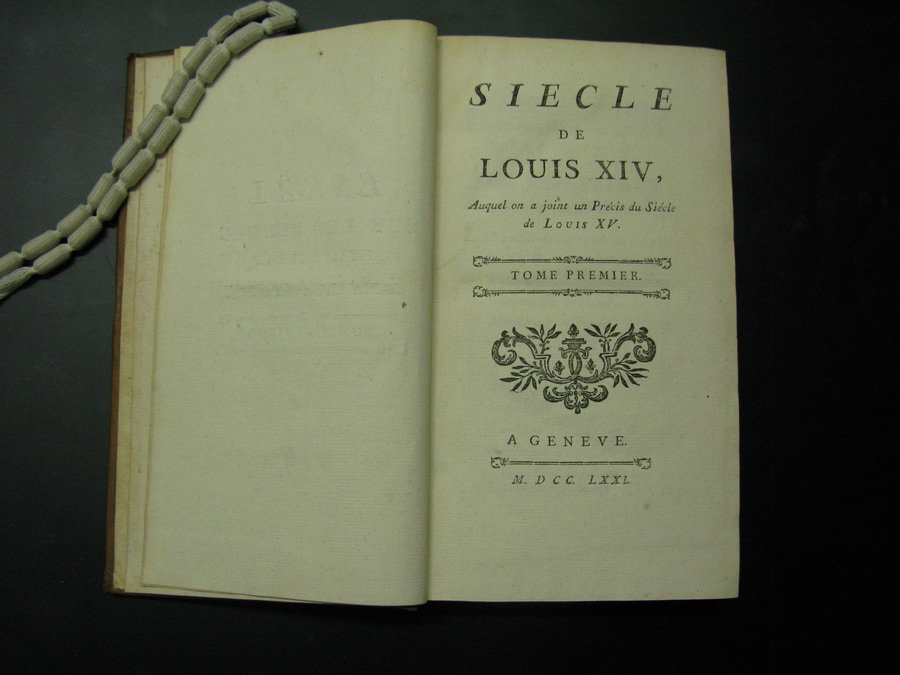 SIECLE
DE
LOUIS XIV,
Auquel on a joint un Précis du Siécle
de LOUIS XV.
TOME PREMIER.
A GENEVE.
M. DCC. LXXI.